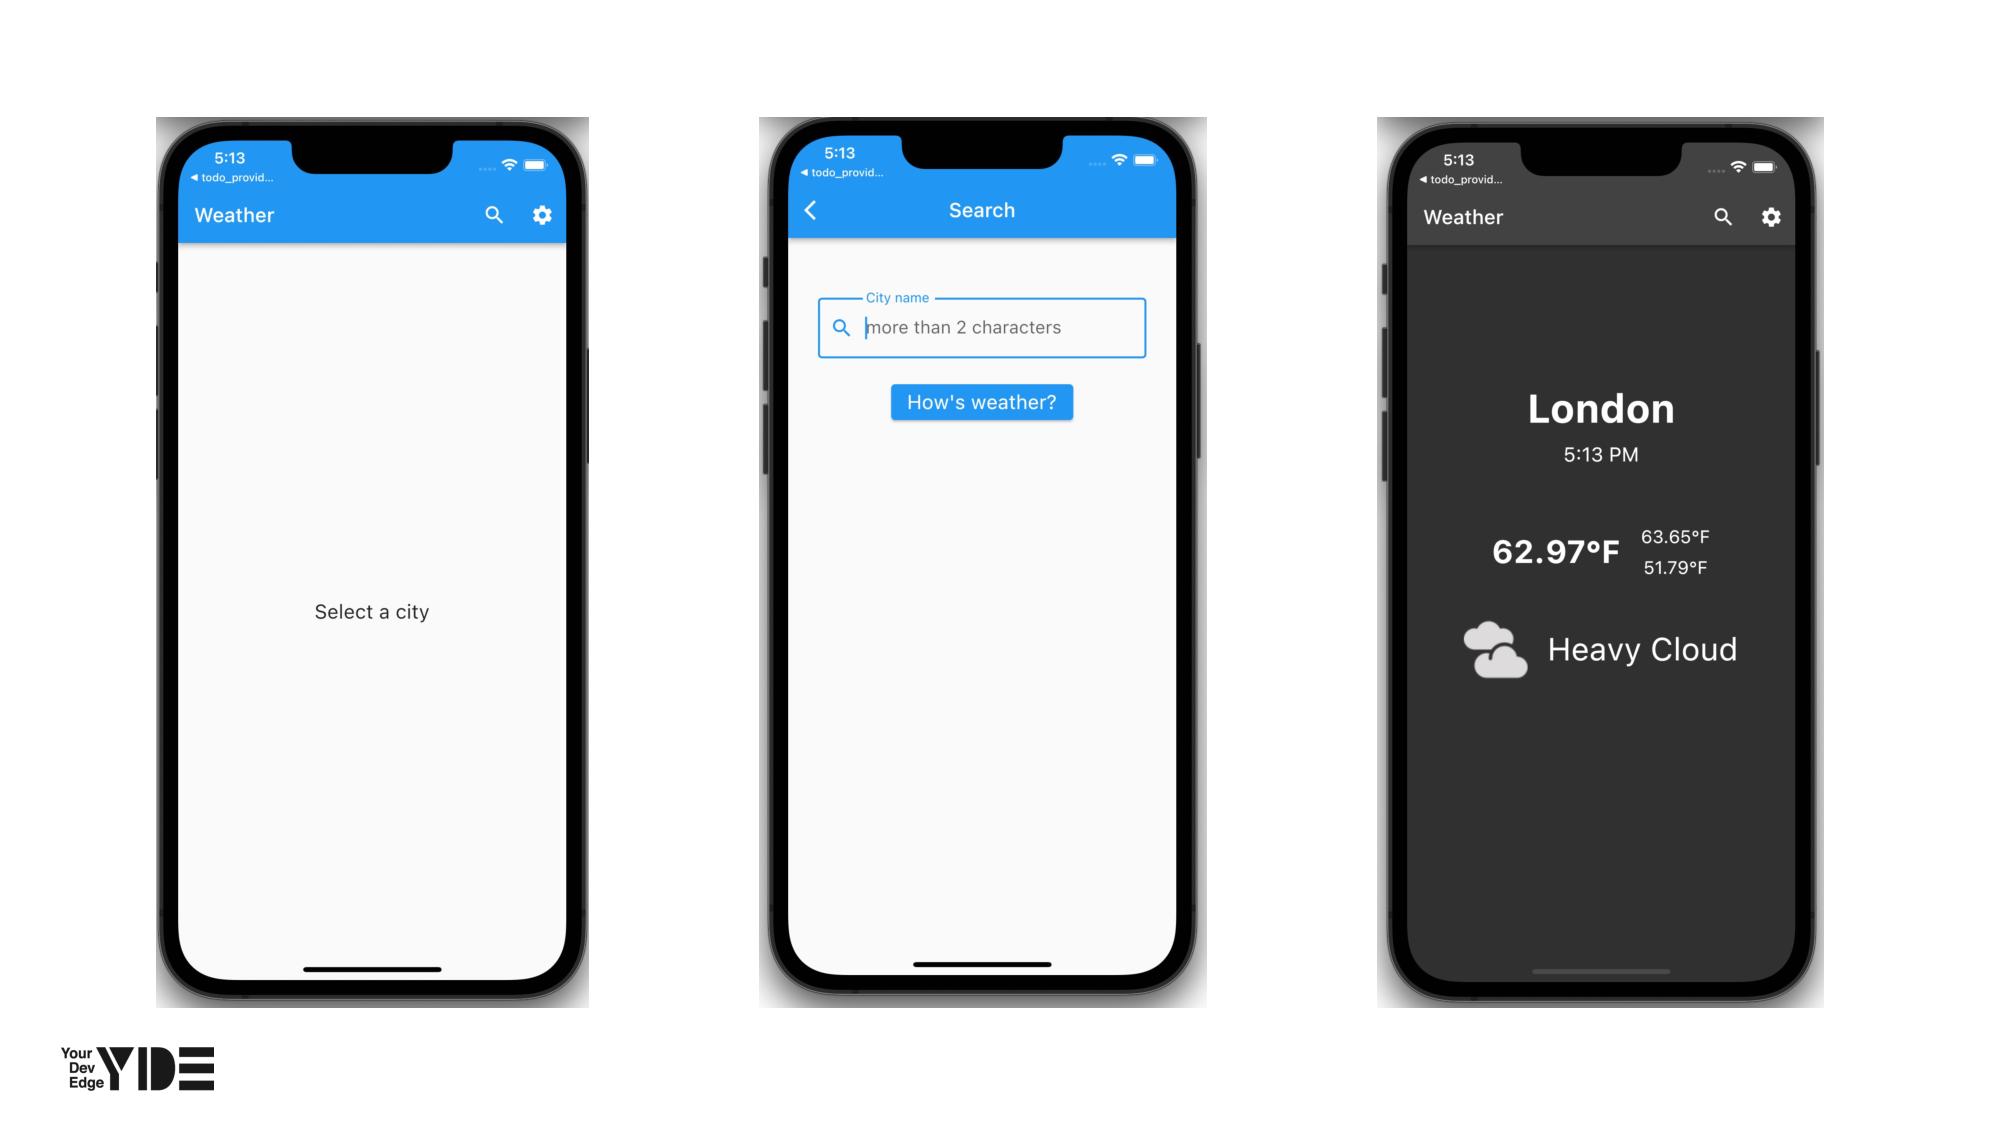 5:13
◀ todo_provid...
Weather
Select a city
5:13
◀ todo_provid...
Search
City name
more than 2 characters
How's weather?
5:13
◀ todo_provid...
Weather
London
5:13 PM
62.97°F
63.65°F
51.79°F
Heavy Cloud
Your
Dev
Edge
YDE